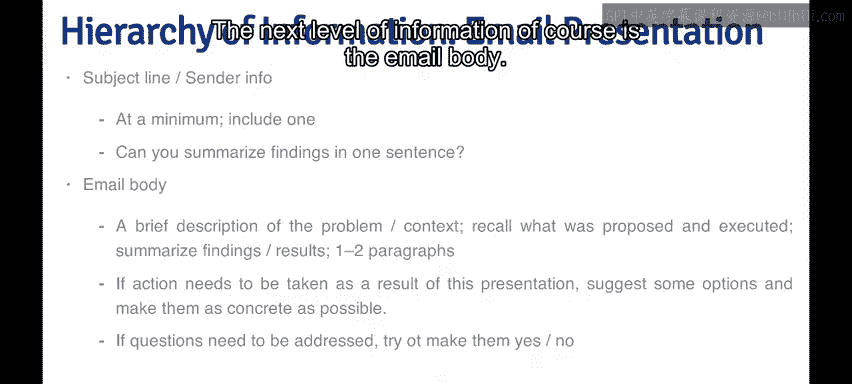 Hierarchy of Information: Email Presentation
The next level of information of course is
the email body.
· Subject line / Sender info
- At a minimum; include one
- Can you summarize findings in one sentence?
· Email body
- A brief description of the problem / context; recall what was proposed and executed;
summarize findings / results; 1–2 paragraphs
- If action needs to be taken as a result of this presentation, suggest some options and
make them as concrete as possible.
- If questions need to be addressed, try ot make them yes / no